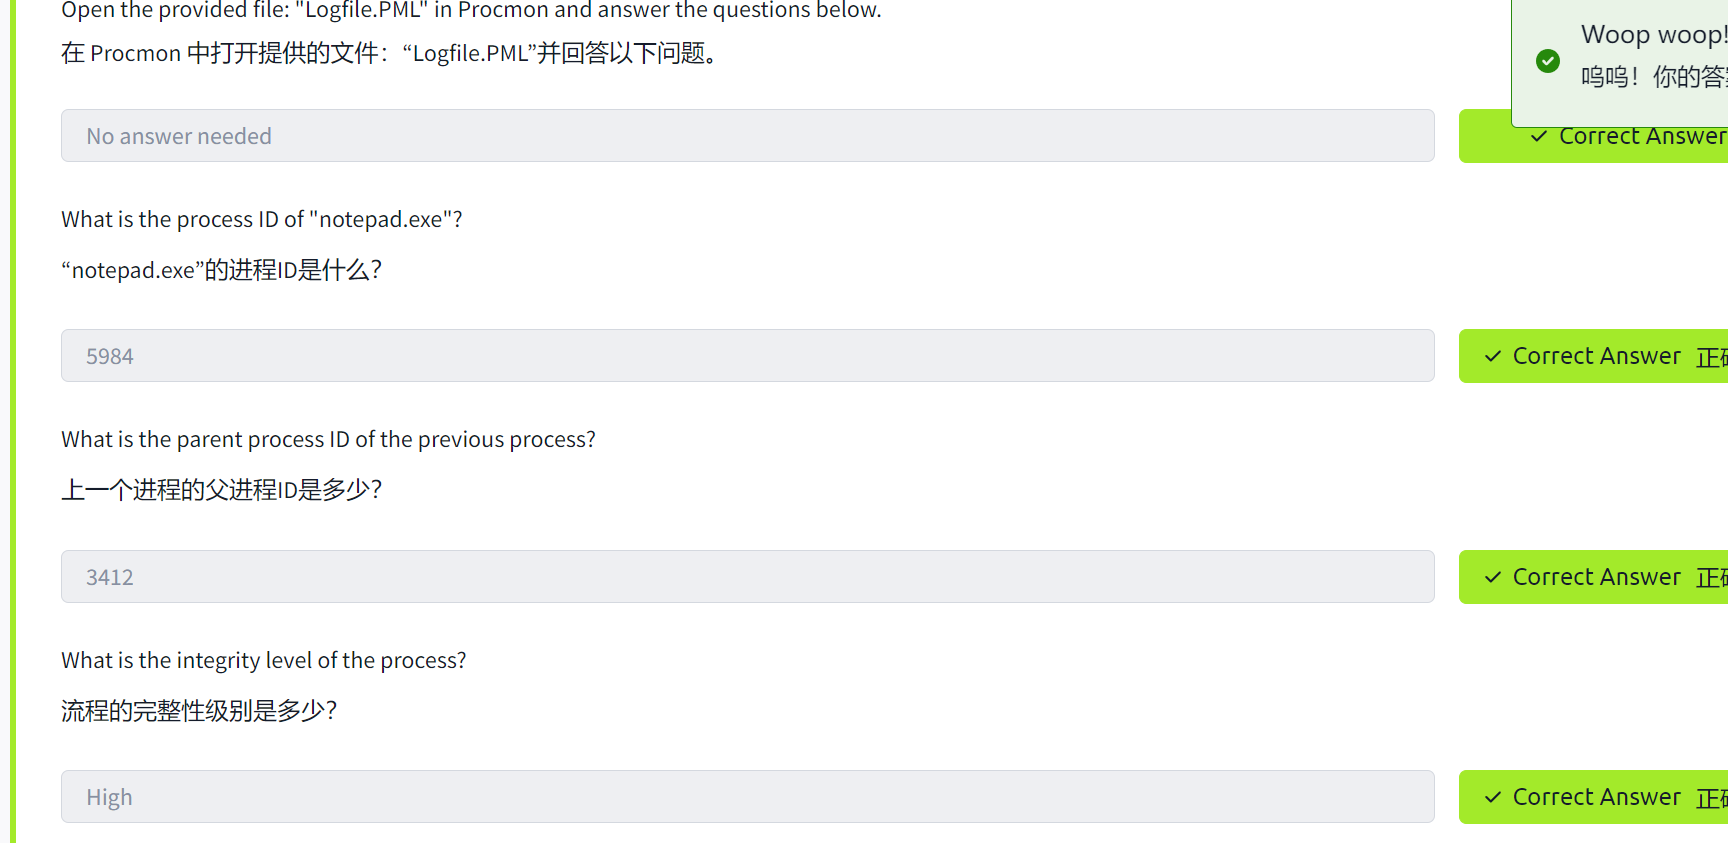 Open the provided file: "Logfile.PML" in Procmon and answer the questions below.
在 Procmon 中打开提供的文件：“Logfile.PML”并回答以下问题。
Woop woop!
呜呜！你的答
No answer needed
Correct Answer
What is the process ID of "notepad.exe"?
“notepad.exe”的进程ID是什么？
5984
Correct Answer 正
What is the parent process ID of the previous process?
上一个进程的父进程ID是多少？
3412
Correct Answer 正
What is the integrity level of the process?
流程的完整性级别是多少？
High
Correct Answer 正